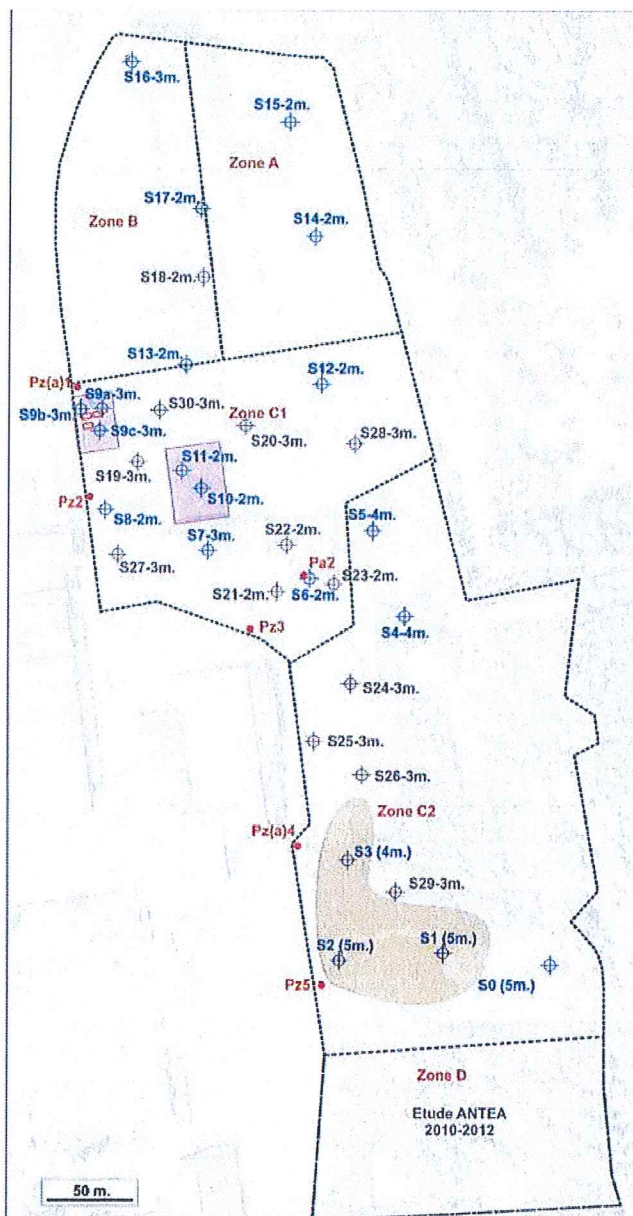 S16-3m.
S15-2m.
Zone A
S17-2m.
Zone B
S14-2m.
S18-2m.
S13-2m.
S12-2m.
Pz(a)1
S9a-3m.
S9b-3m.
S30-3m.
Zone C1
S9c-3m.
S20-3m.
S28-3m.
S11-2m.
S19-3m.
S10-2m.
Pz2
S8-2m.
S5-4m.
S22-2m.
S7-3m.
S27-3m.
Pa2
S23-2m.
S21-2m.
S6-2m.
S4-4m.
Pz3
S24-3m.
S25-3m.
S26-3m.
Zone C2
Pz(a)4
S3 (4m.)
S29-3m.
S2 (5m.)
S1 (5m.)
S0 (5m.)
Pz5
Zone D
Etude ANTEA
2010-2012
50 m.